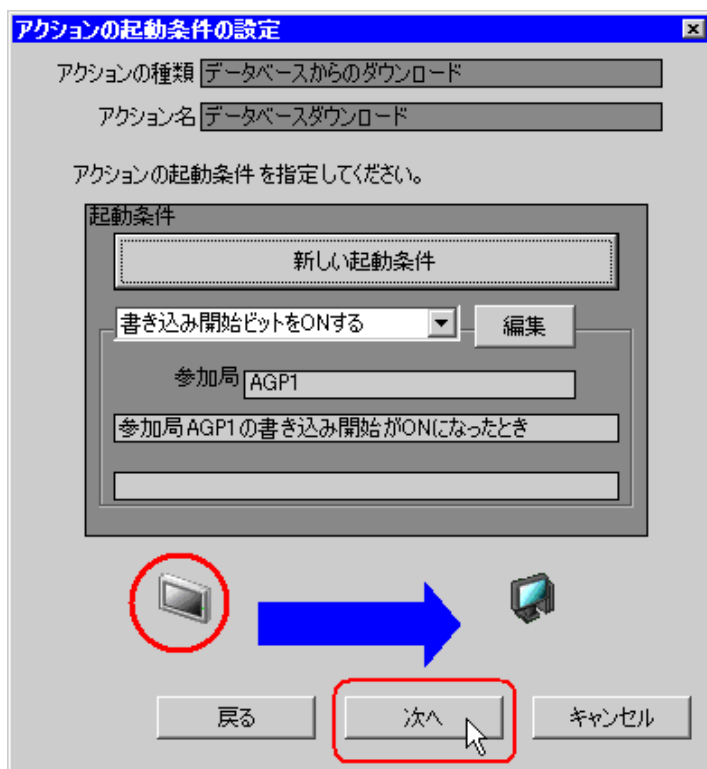 アクションの起動条件の設定
アクションの種類 データベースからのダウンロード
アクション名 データベースダウンロード
アクションの起動条件を指定してください。
起動条件
新しい起動条件
書き込み開始ビットをONする
編集
参加局 AGP1
参加局AGP1の書き込み開始がONになったとき
戻る
次へ
キャンセル